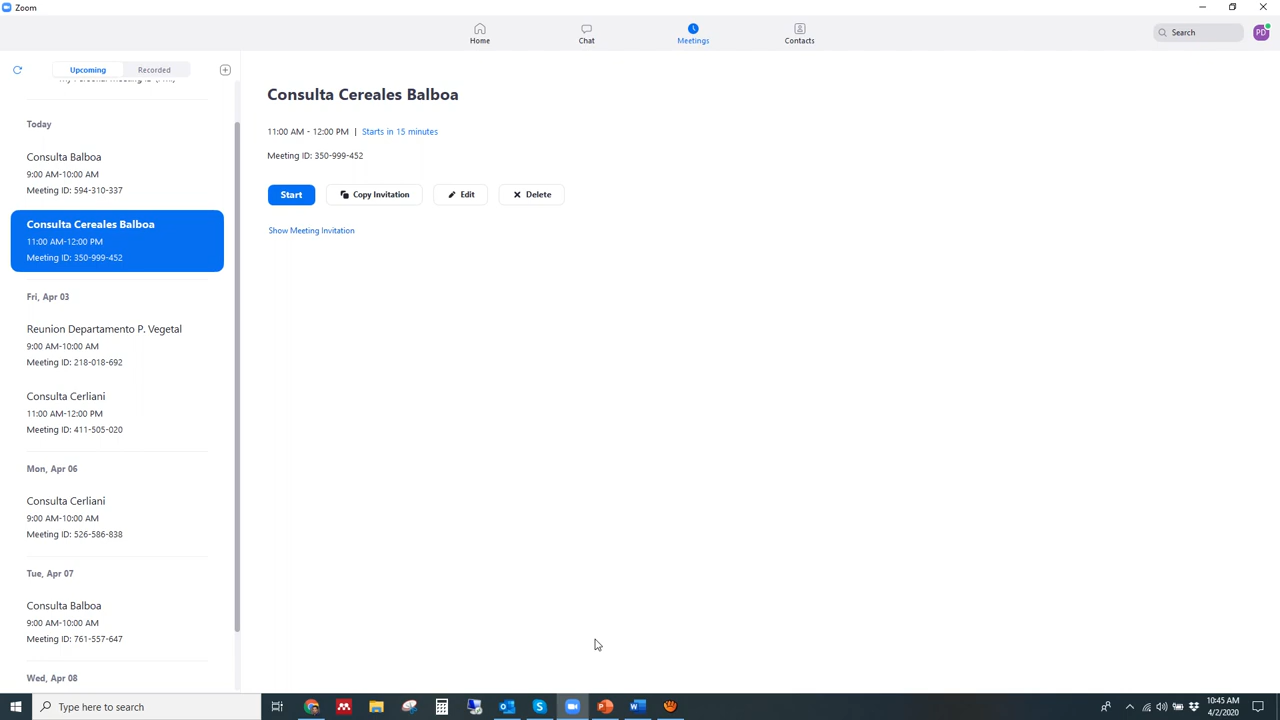 Zoom
Home
Chat
Meetings
Contacts
Search
PD
Upcoming
Recorded
My Personal Meeting ID (PMI)
Today
Consulta Balboa
9:00 AM-10:00 AM
Meeting ID: 594-310-337
Consulta Cereales Balboa
11:00 AM-12:00 PM
Meeting ID: 350-999-452
Fri, Apr 03
Reunion Departamento P. Vegetal
9:00 AM-10:00 AM
Meeting ID: 218-018-692
Consulta Cerliani
11:00 AM-12:00 PM
Meeting ID: 411-505-020
Mon, Apr 06
Consulta Cerliani
9:00 AM-10:00 AM
Meeting ID: 526-586-838
Tue, Apr 07
Consulta Balboa
9:00 AM-10:00 AM
Meeting ID: 761-557-647
Wed, Apr 08
Consulta Cereales Balboa
11:00 AM - 12:00 PM | Starts in 15 minutes
Meeting ID: 350-999-452
Start
Copy Invitation
Edit
Delete
Show Meeting Invitation
Type here to search
10:45 AM
4/2/2020